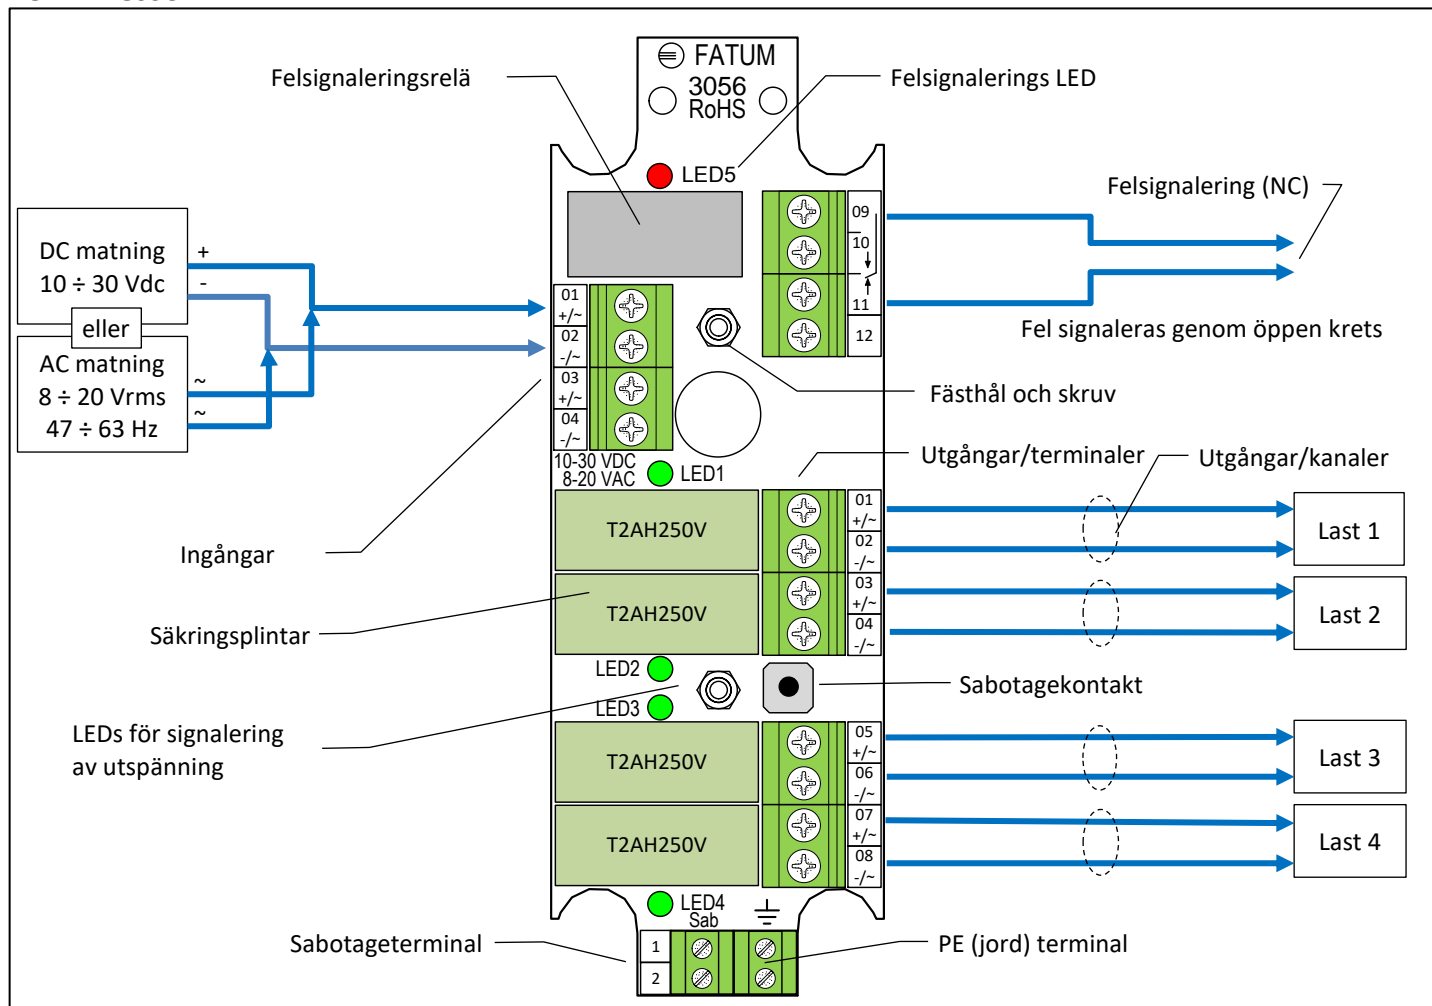 FATUM
3056
RoHS
Felsignaleringsrelä
Felsignalerings LED
LED5
Felsignalering (NC)
DC matning
10 ÷ 30 Vdc
+
-
eller
AC matning
8 ÷ 20 Vrms
47 ÷ 63 Hz
~
~
01
+/~
02
-/~
03
+/~
04
-/~
10-30 VDC
8-20 VAC
09
10
11
12
Fel signaleras genom öppen krets
Fästhål och skruv
LED1
Utgångar/terminaler
Utgångar/kanaler
Ingångar
T2AH250V
01
+/~
02
-/~
Last 1
Säkringsplintar
T2AH250V
03
+/~
04
-/~
Last 2
LED2
LED3
Sabotagekontakt
LEDs för signalering
av utspänning
T2AH250V
05
+/~
06
-/~
Last 3
T2AH250V
07
+/~
08
-/~
Last 4
LED4
Sab
Sabotageterminal
1
2
PE (jord) terminal